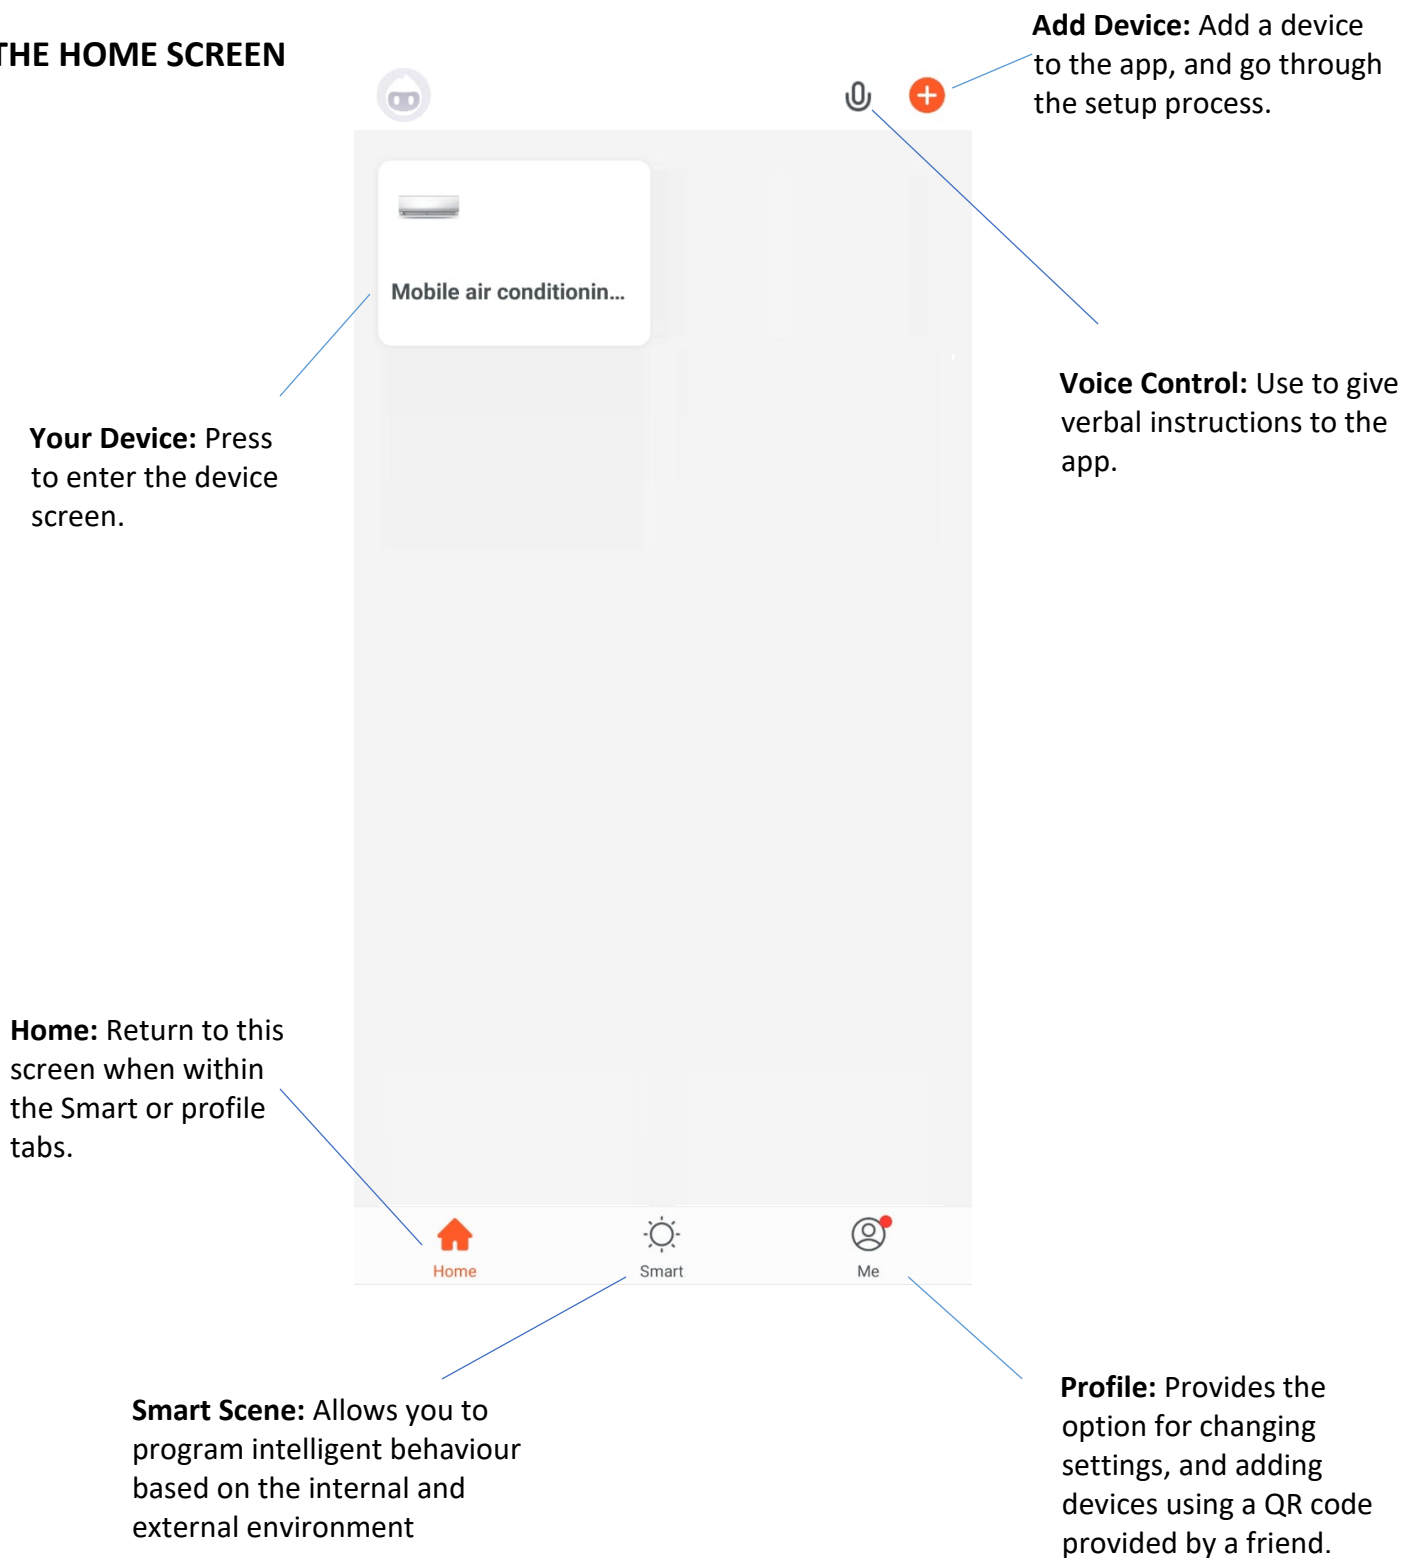 THE HOME SCREEN
Add Device: Add a device
to the app, and go through
the setup process.
Mobile air conditionin...
Voice Control: Use to give
verbal instructions to the
app.
Your Device: Press
to enter the device
screen.
Home: Return to this
screen when within
the Smart or profile
tabs.
Home
Smart
Me
Smart Scene: Allows you to
program intelligent behaviour
based on the internal and
external environment
Profile: Provides the
option for changing
settings, and adding
devices using a QR code
provided by a friend.